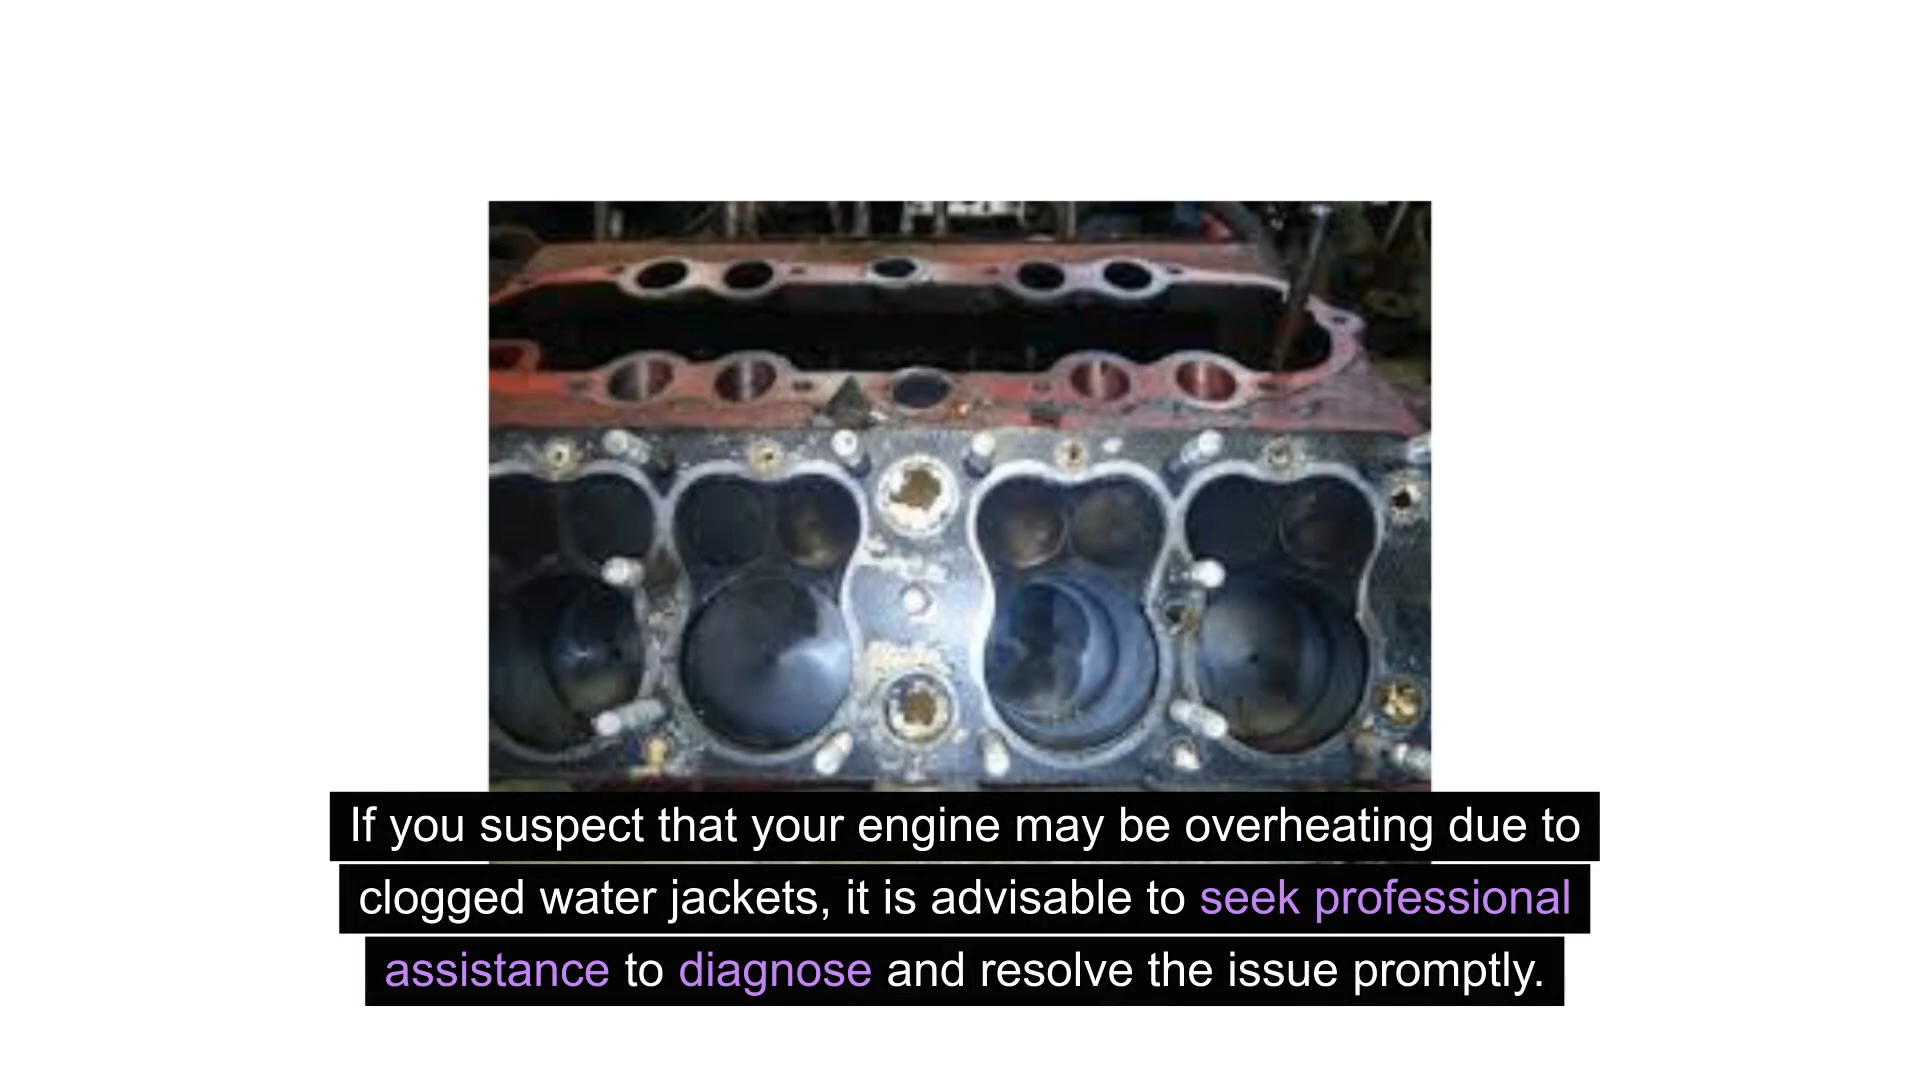 If you suspect that your engine may be overheating due to
clogged water jackets, it is advisable to seek professional
assistance to diagnose and resolve the issue promptly.